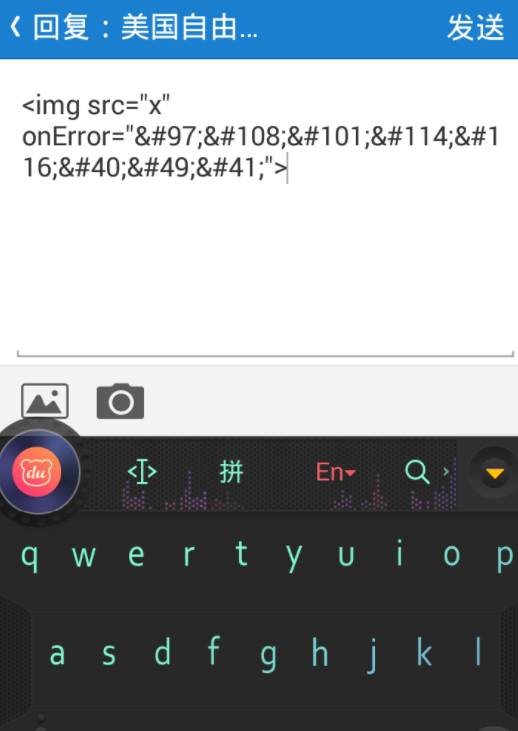 回复：美国自由... 发送
<img src="x"
onError="&#97;&#108;&#101;&#114;&#1
16;&#40;&#49;&#41;">
du 拼 En
q w e r t y u i o p
a s d f g h j k l